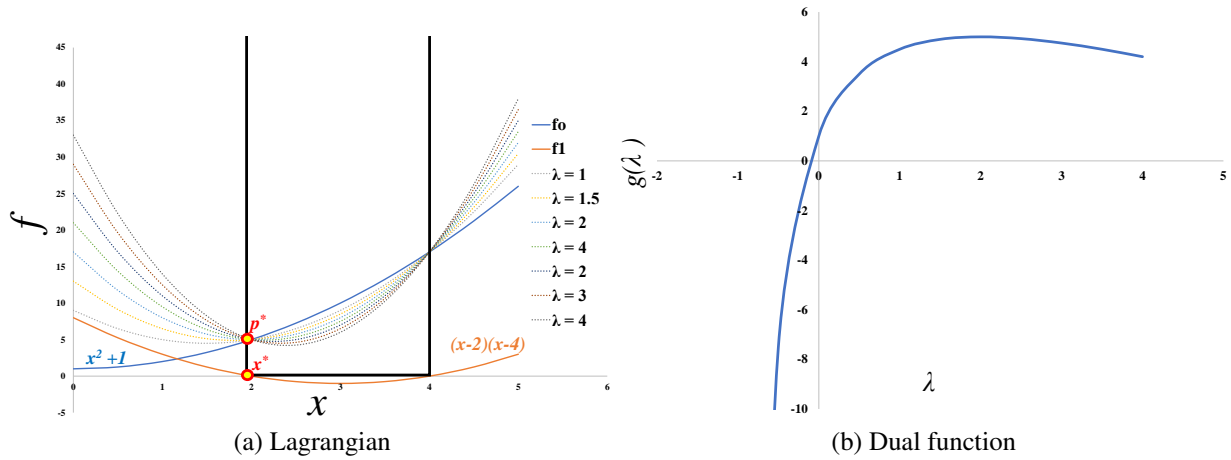 45
40
35
30
25
20
15
10
5
0
-5
0
1
2
3
4
5
6
f
x
x² +1
p*
x*
(x-2)(x-4)
fo
f1
λ = 1
λ = 1.5
λ = 2
λ = 4
λ = 2
λ = 3
λ = 4
(a) Lagrangian
6
4
2
0
-2
-4
-6
-8
-10
-2
-1
0
1
2
3
4
5
g(λ )
λ
(b) Dual function